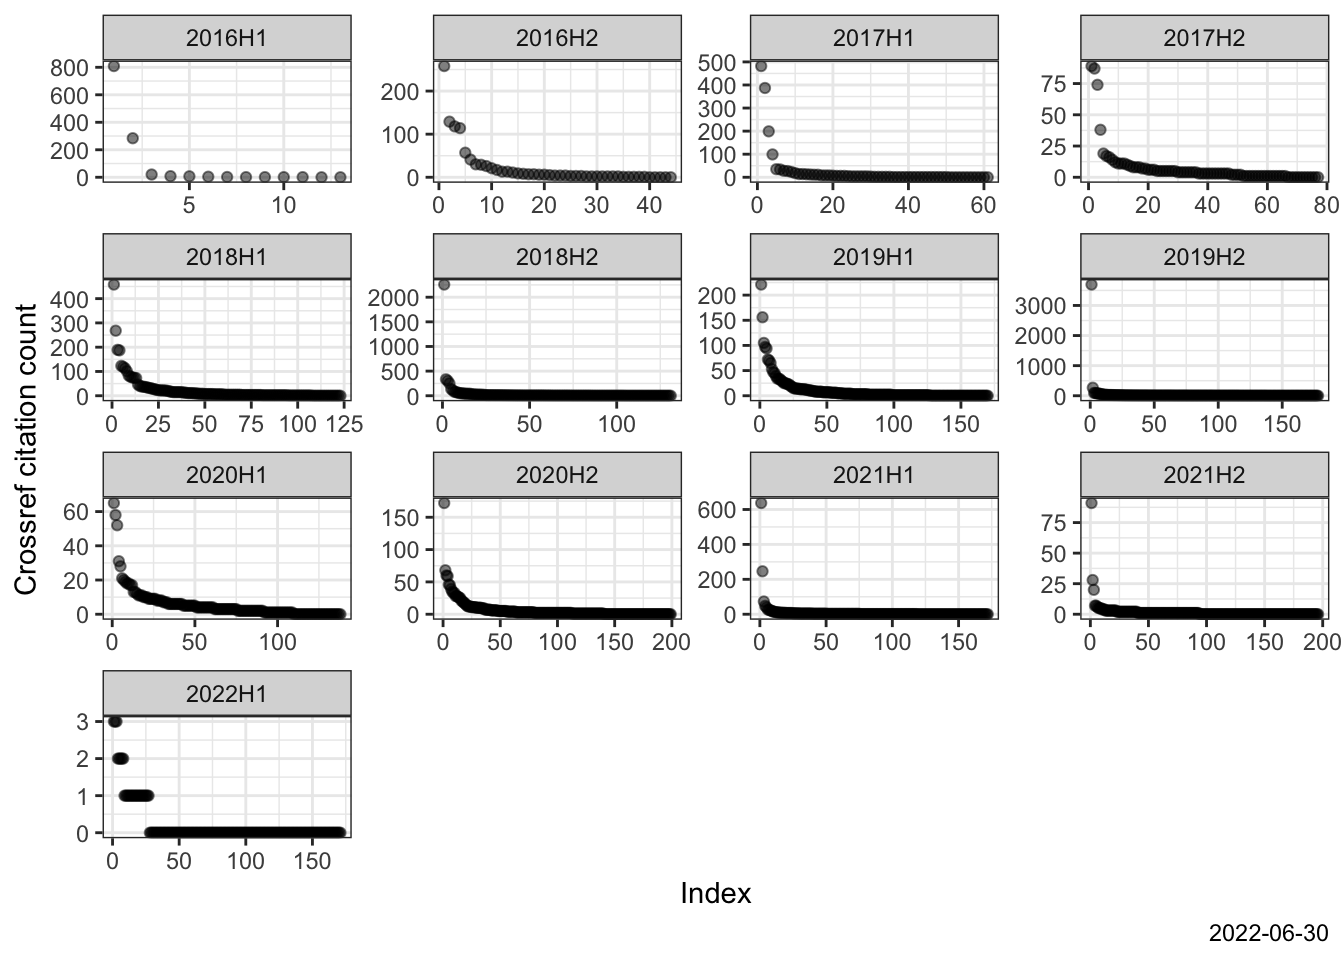 2016H1 2016H2 2017H1 2017H2
800 600 400 200 0
200 100 0
500 400 300 200 100 0
75 50 25 0
5 10
0 10 20 30 40
0 20 40 60
0 20 40 60 80
2018H1 2018H2 2019H1 2019H2
400 300 200 100 0
2000 1500 1000 500 0
200 150 100 50 0
3000 2000 1000 0
0 25 50 75 100 125
0 50 100
0 50 100 150
0 50 100 150
Crossref citation count
2020H1 2020H2 2021H1 2021H2
60 40 20 0
150 100 50 0
600 400 200 0
75 50 25 0
0 50 100
0 50 100 150 200
0 50 100 150
0 50 100 150 200
2022H1
3 2 1 0
0 50 100 150
Index
2022-06-30